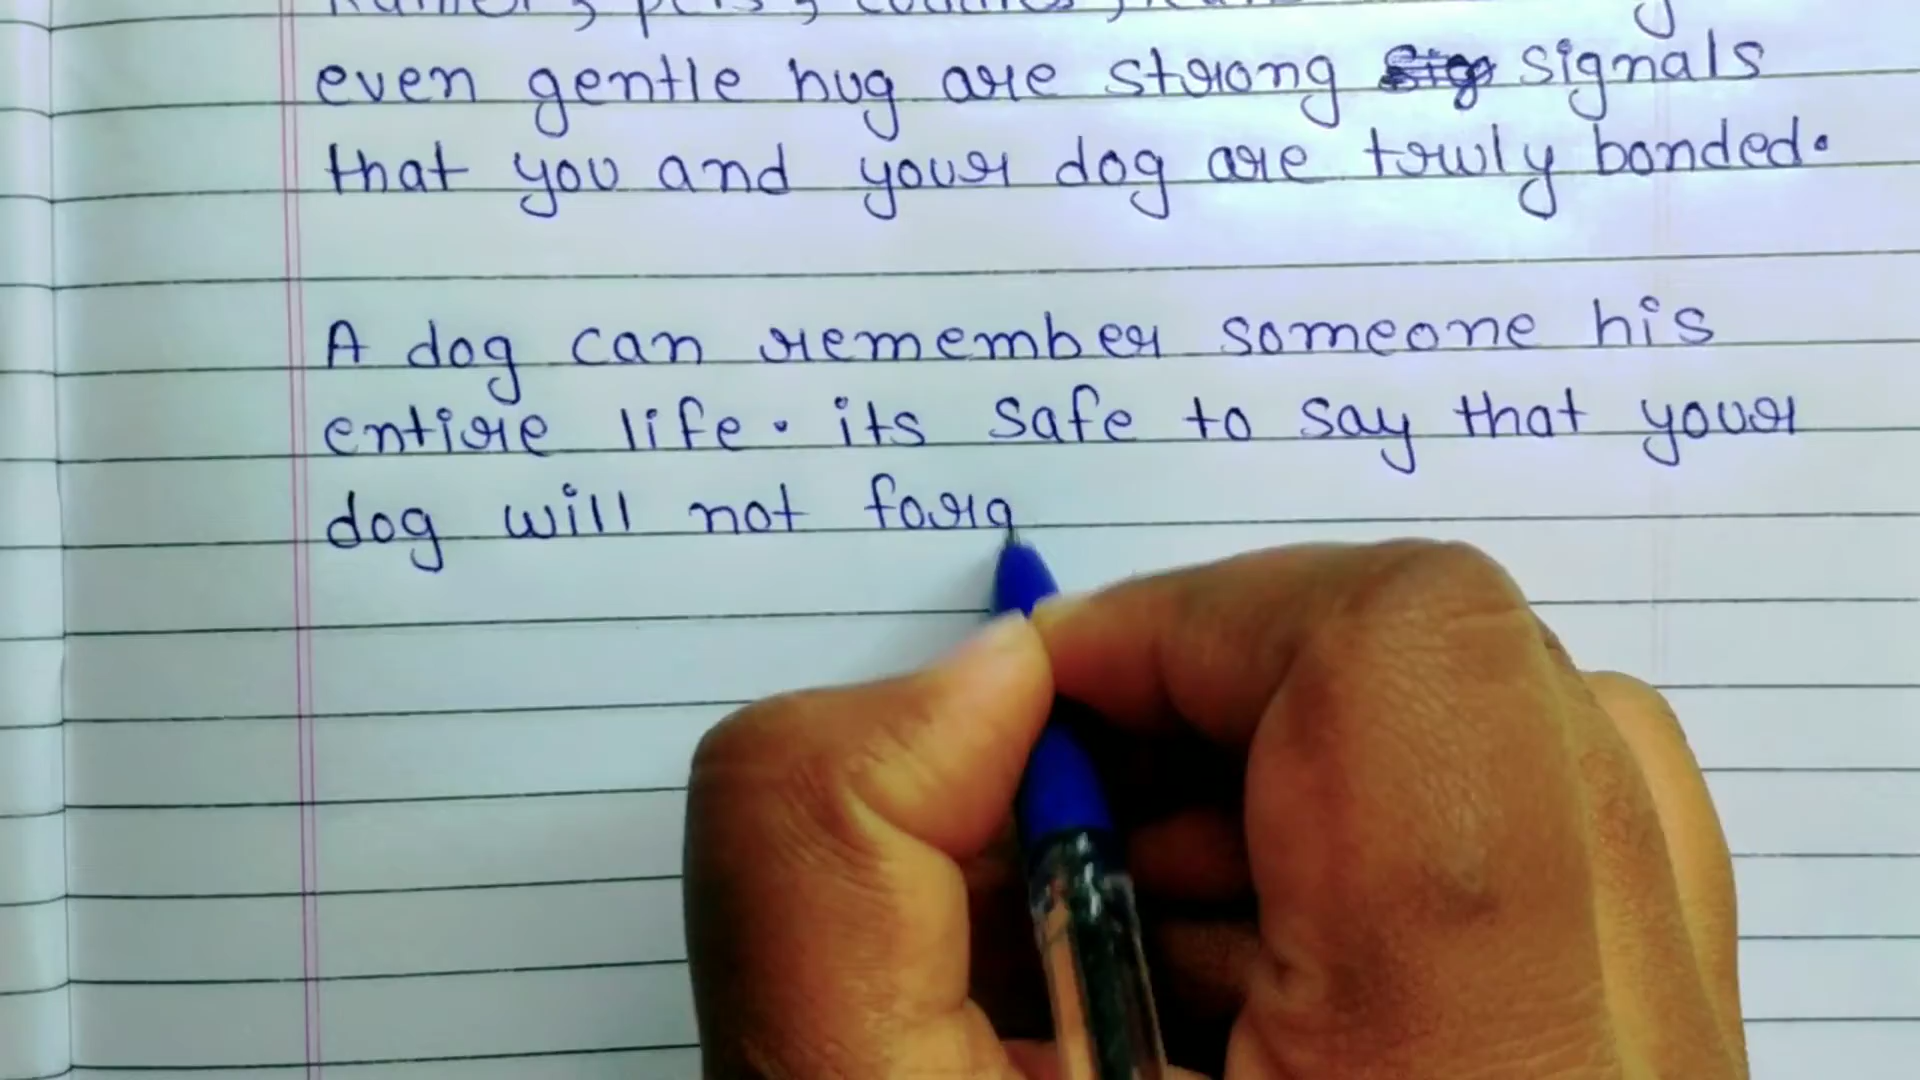 even gentle hug are strong signals
that you and your dog are truly bonded.
A dog can remember someone his
entire life. its safe to say that your
dog will not forg